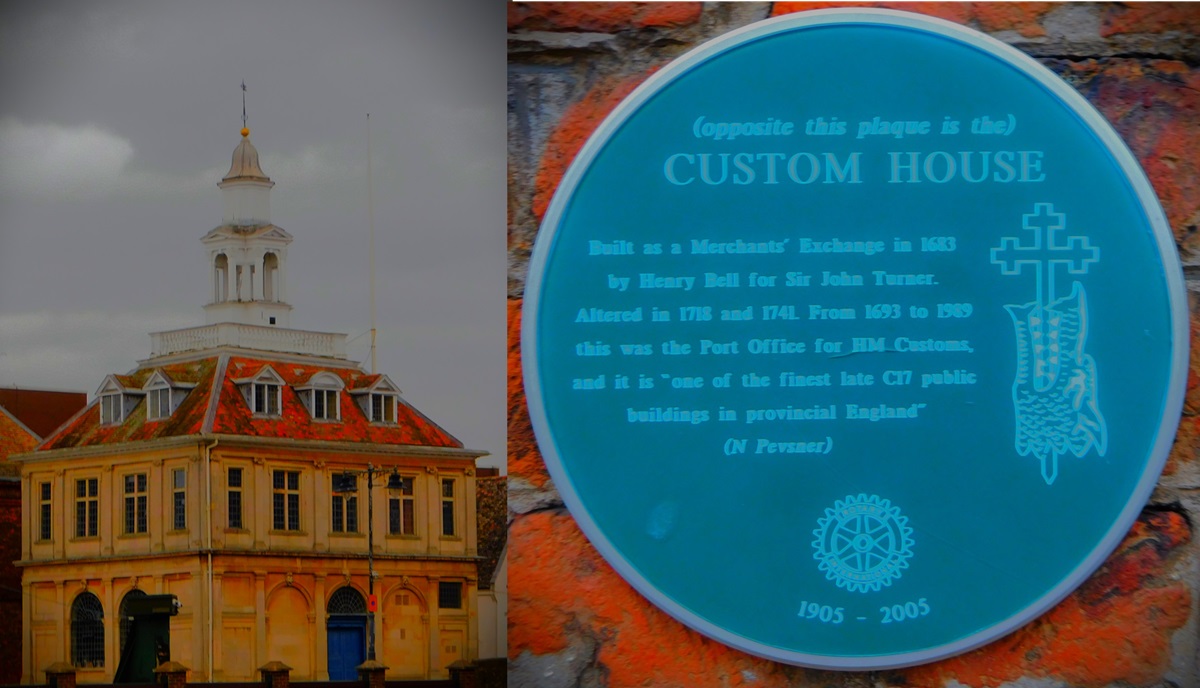 (opposite this plaque is the)
CUSTOM HOUSE
Built as a Merchants' Exchange in 1683
by Henry Bell for Sir John Turner.
Altered in 1718 and 1741. From 1693 to 1989
this was the Port Office for HM Customs,
and it is "one of the finest late C17 public
buildings in provincial England"
(N Pevsner)
ROTARY
1905 - 2005